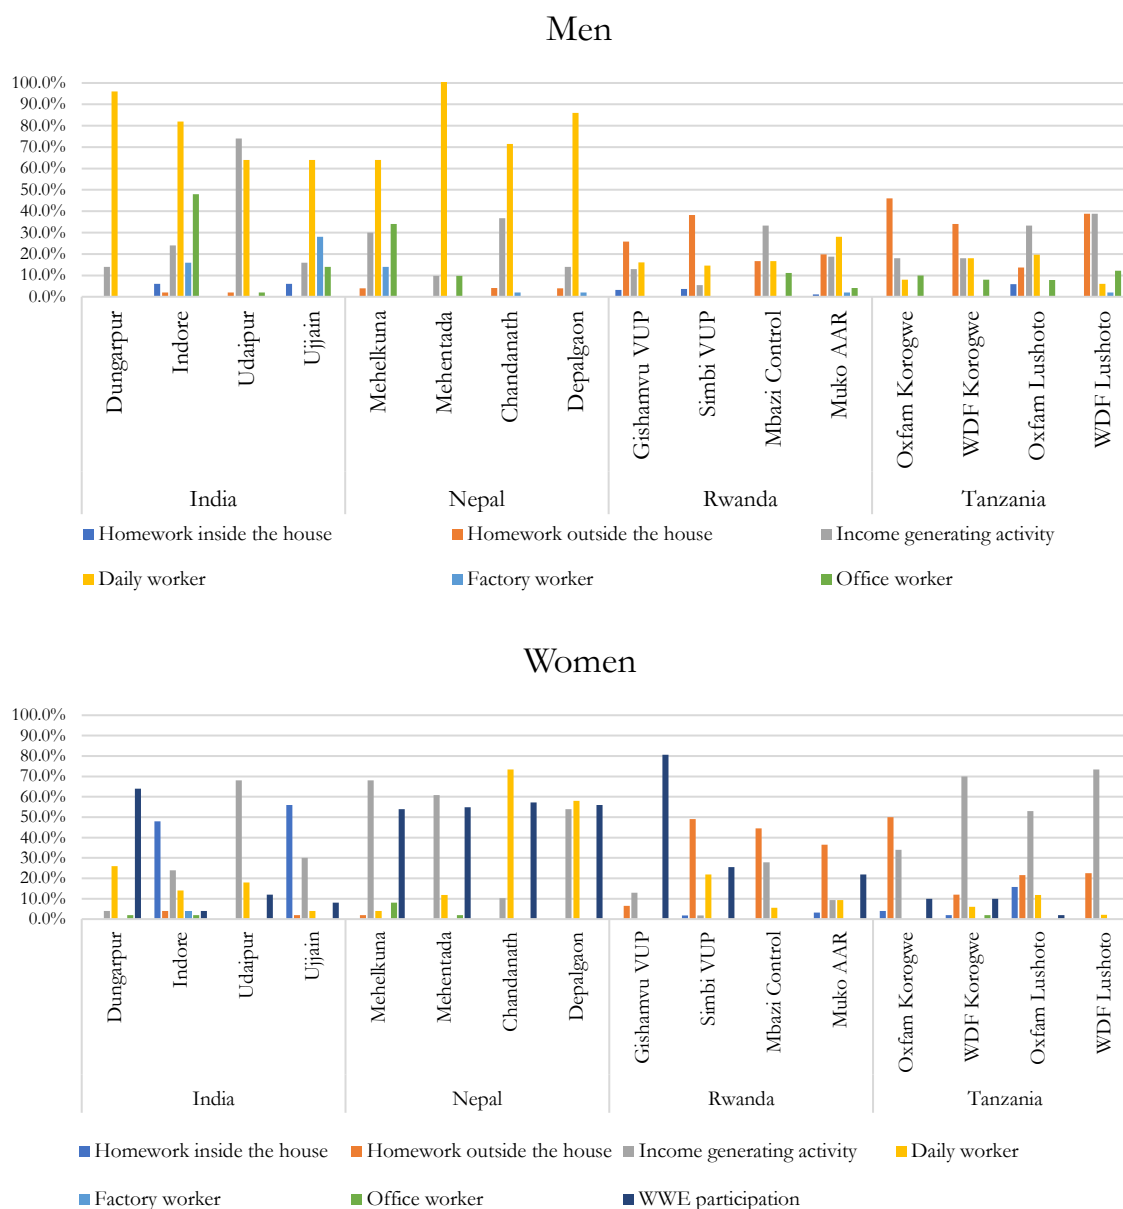 Men
100.0%
90.0%
80.0%
70.0%
60.0%
50.0%
40.0%
30.0%
20.0%
10.0%
0.0%
Dungarpur
Indore
Udaipur
Ujjain
Mehelkuna
Mehentada
Chandanath
Depalgaon
Gishamvu VUP
Simbi VUP
Mbazi Control
Muko AAR
Oxfam Korogwe
WDF Korogwe
Oxfam Lushoto
WDF Lushoto
India
Nepal
Rwanda
Tanzania
Homework inside the house
Homework outside the house
Income generating activity
Daily worker
Factory worker
Office worker
Women
100.0%
90.0%
80.0%
70.0%
60.0%
50.0%
40.0%
30.0%
20.0%
10.0%
0.0%
Dungarpur
Indore
Udaipur
Ujjain
Mehelkuna
Mehentada
Chandanath
Depalgaon
Gishamvu VUP
Simbi VUP
Mbazi Control
Muko AAR
Oxfam Korogwe
WDF Korogwe
Oxfam Lushoto
WDF Lushoto
India
Nepal
Rwanda
Tanzania
Homework inside the house
Homework outside the house
Income generating activity
Daily worker
Factory worker
Office worker
WWE participation